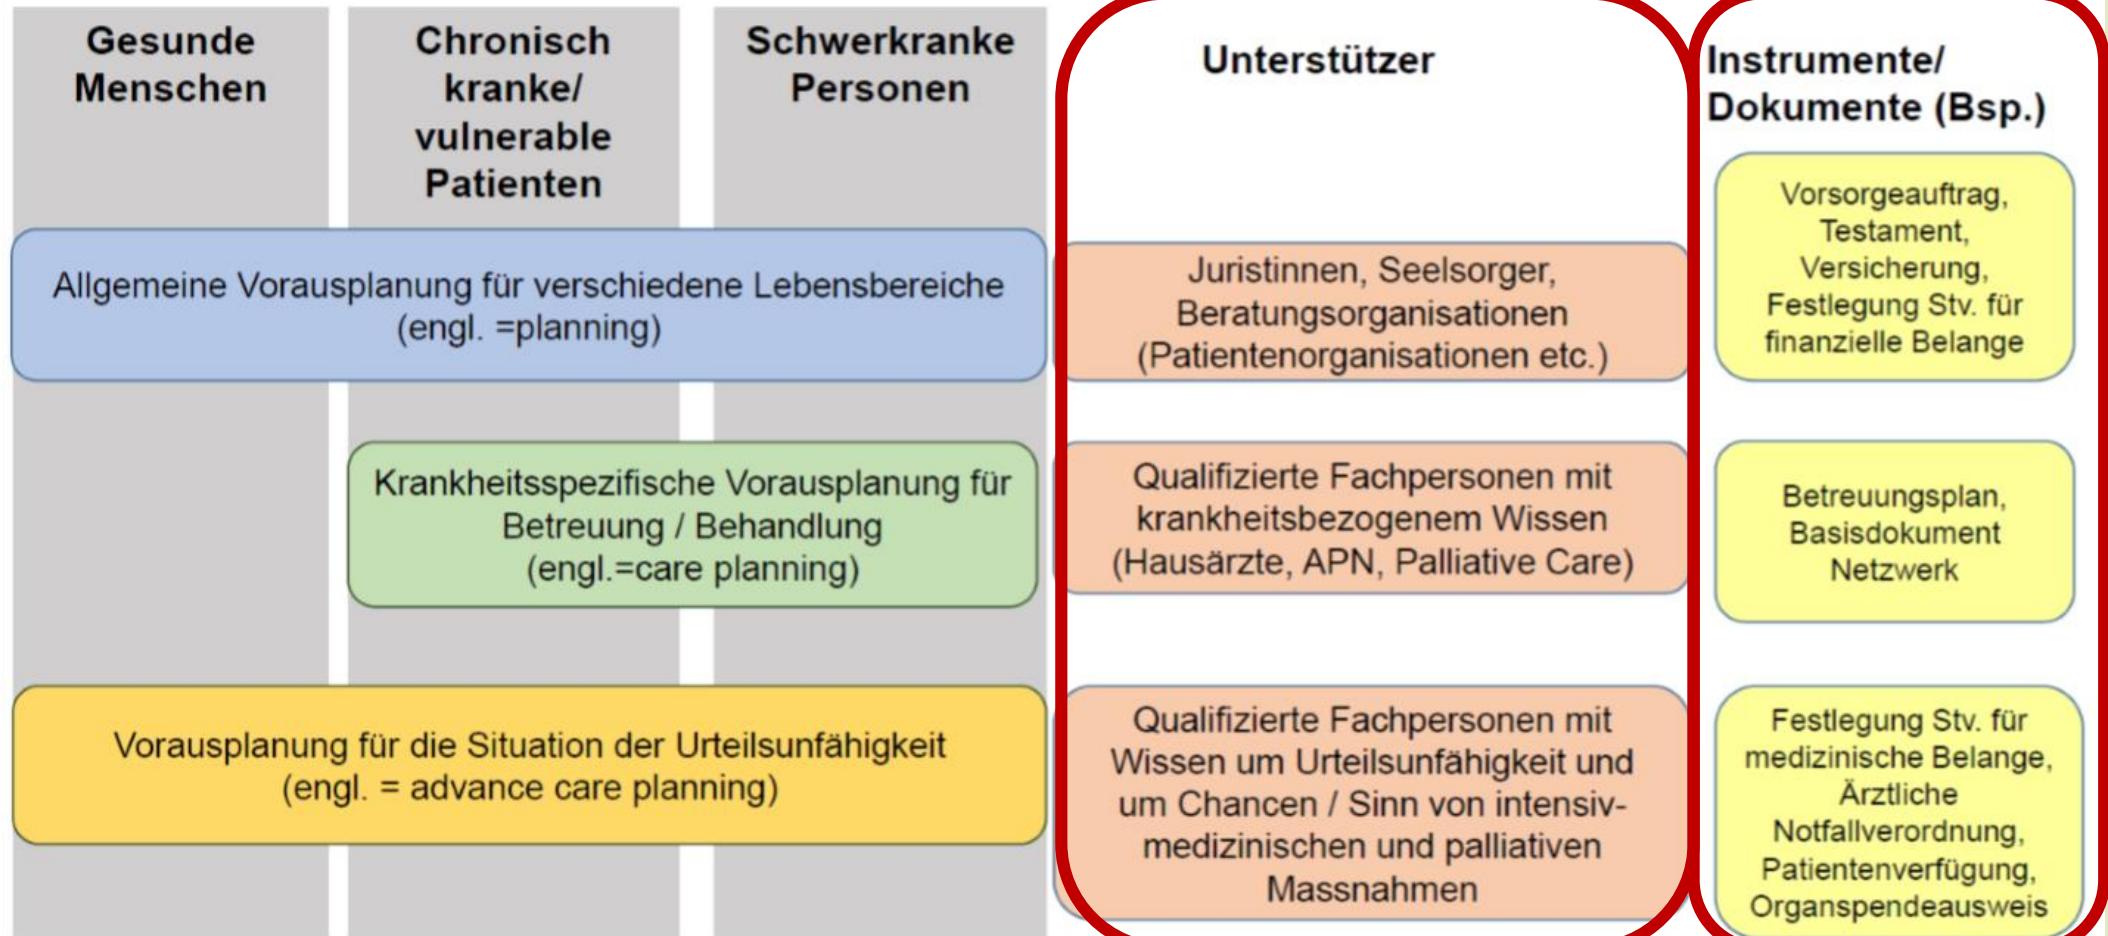 Gesunde
Menschen
Chronisch
kranke/
vulnerable
Patienten
Schwerkranke
Personen
Unterstützer
Instrumente/
Dokumente (Bsp.)
Allgemeine Vorausplanung für verschiedene Lebensbereiche
(engl. =planning)
Juristinnen, Seelsorger,
Beratungsorganisationen
(Patientenorganisationen etc.)
Vorsorgeauftrag,
Testament,
Versicherung,
Festlegung Stv. für
finanzielle Belange
Krankheitsspezifische Vorausplanung für
Betreuung / Behandlung
(engl.=care planning)
Qualifizierte Fachpersonen mit
krankheitsbezogenem Wissen
(Hausärzte, APN, Palliative Care)
Betreuungsplan,
Basisdokument
Netzwerk
Vorausplanung für die Situation der Urteilsunfähigkeit
(engl. = advance care planning)
Qualifizierte Fachpersonen mit
Wissen um Urteilsunfähigkeit und
um Chancen / Sinn von intensiv-
medizinischen und palliativen
Massnahmen
Festlegung Stv. für
medizinische Belange,
Ärztliche
Notfallverordnung,
Patientenverfügung,
Organspendeausweis